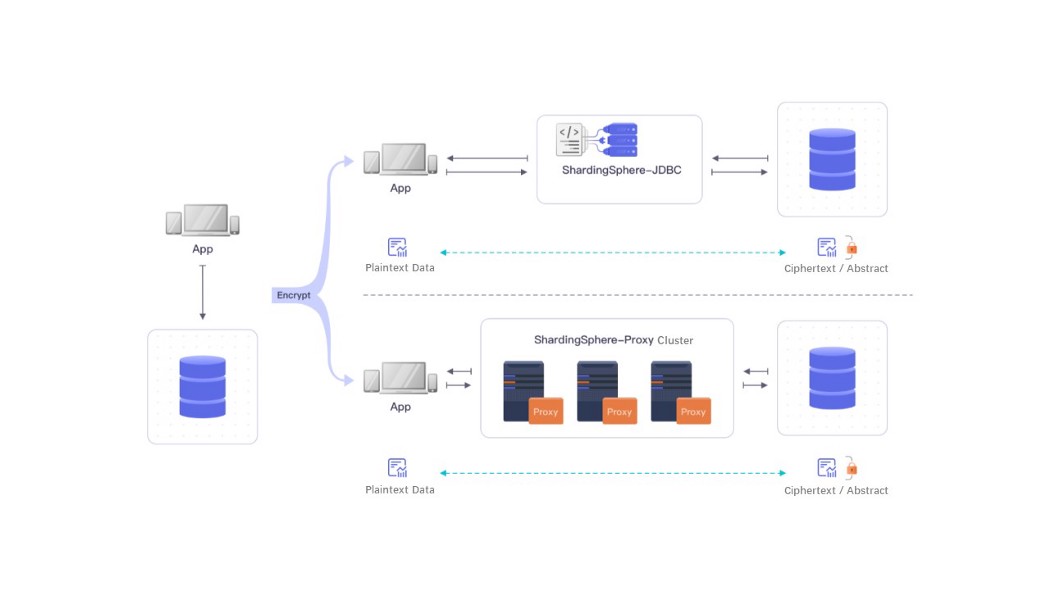 App
Encrypt
App
</>
ShardingSphere-JDBC
Plaintext Data
Ciphertext / Abstract
App
ShardingSphere-Proxy Cluster
Proxy
Proxy
Proxy
Plaintext Data
Ciphertext / Abstract